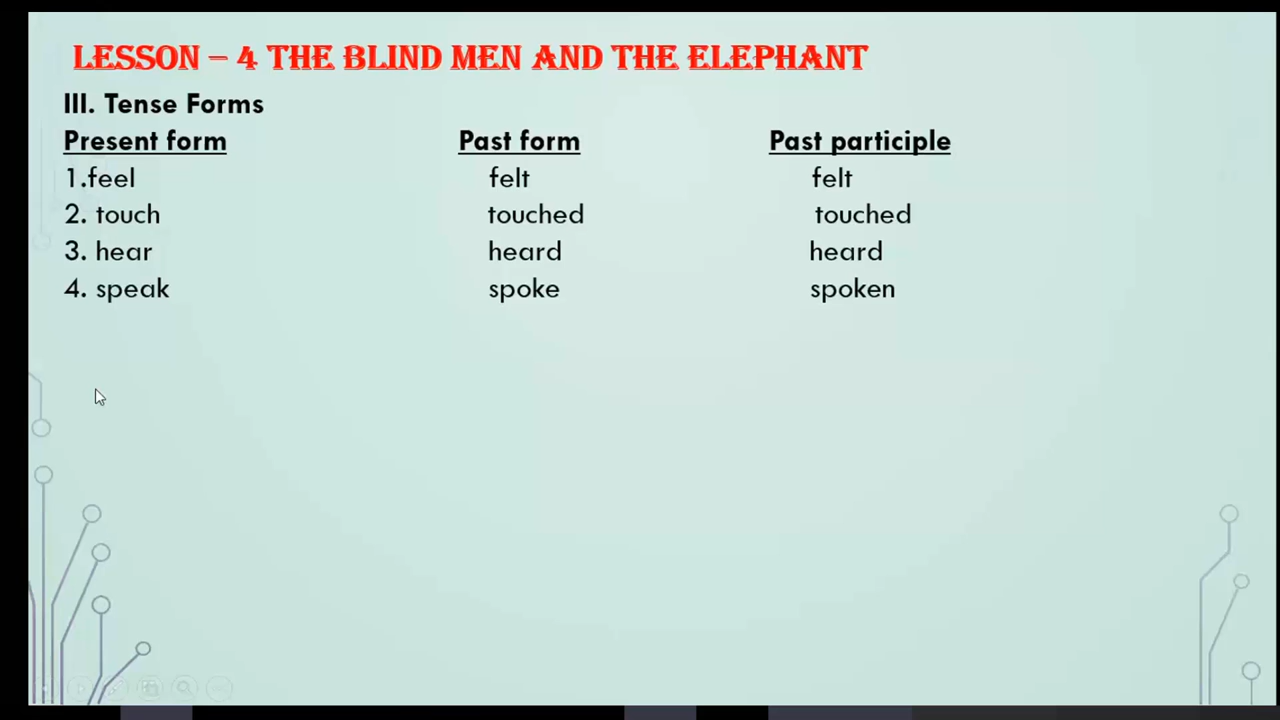 LESSON – 4 THE BLIND MEN AND THE ELEPHANT
III. Tense Forms
Present form Past form Past participle
1.feel felt felt
2. touch touched touched
3. hear heard heard
4. speak spoke spoken